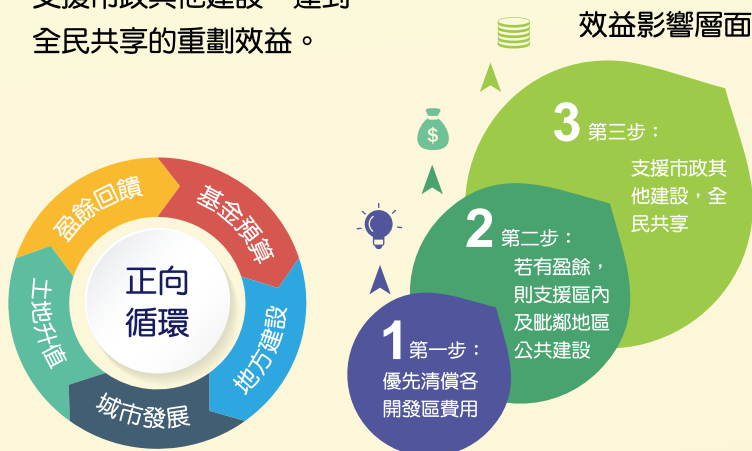 全民共享的重劃效益。
效益影響層面
盈餘回饋
基金預算
地方建設
城市發展
土地升值
正向
循環
3 第三步：
支援市政其
他建設，全
民共享
2 第二步：
若有盈餘，
則支援區內
及毗鄰地區
公共建設
1 第一步：
優先清償各
開發區費用
$